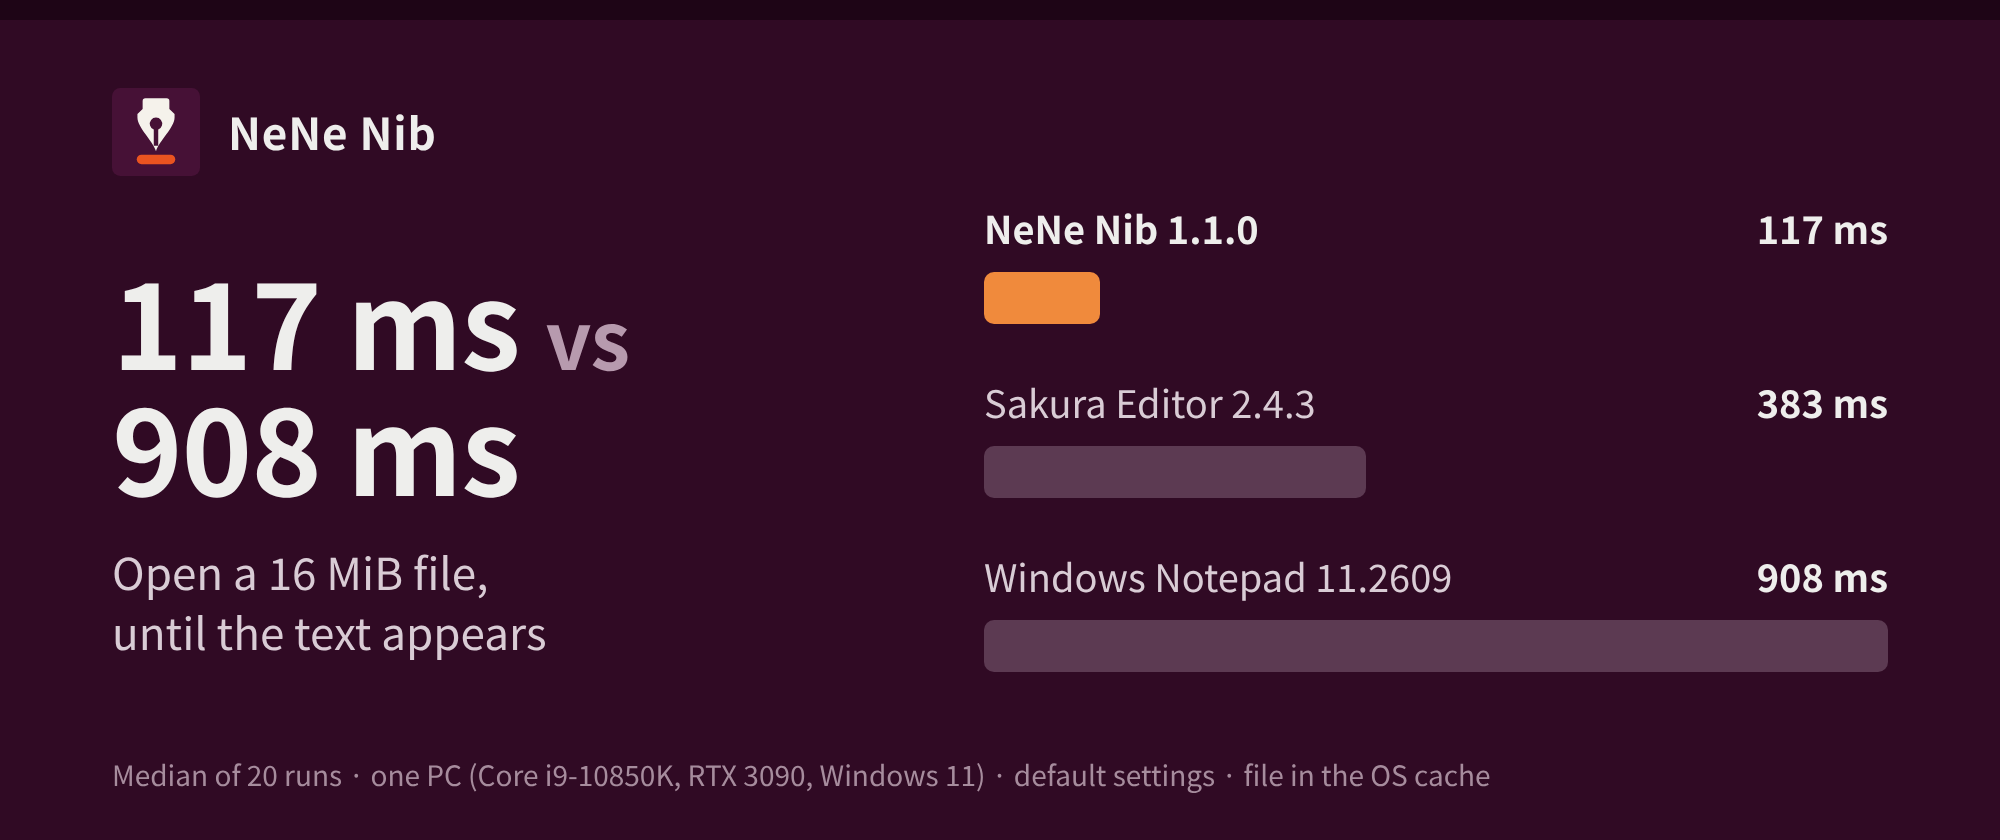 NeNe Nib
117 ms vs
908 ms
Open a 16 MiB file,
until the text appears
NeNe Nib 1.1.0 117 ms
Sakura Editor 2.4.3 383 ms
Windows Notepad 11.2609 908 ms
Median of 20 runs · one PC (Core i9-10850K, RTX 3090, Windows 11) · default settings · file in the OS cache